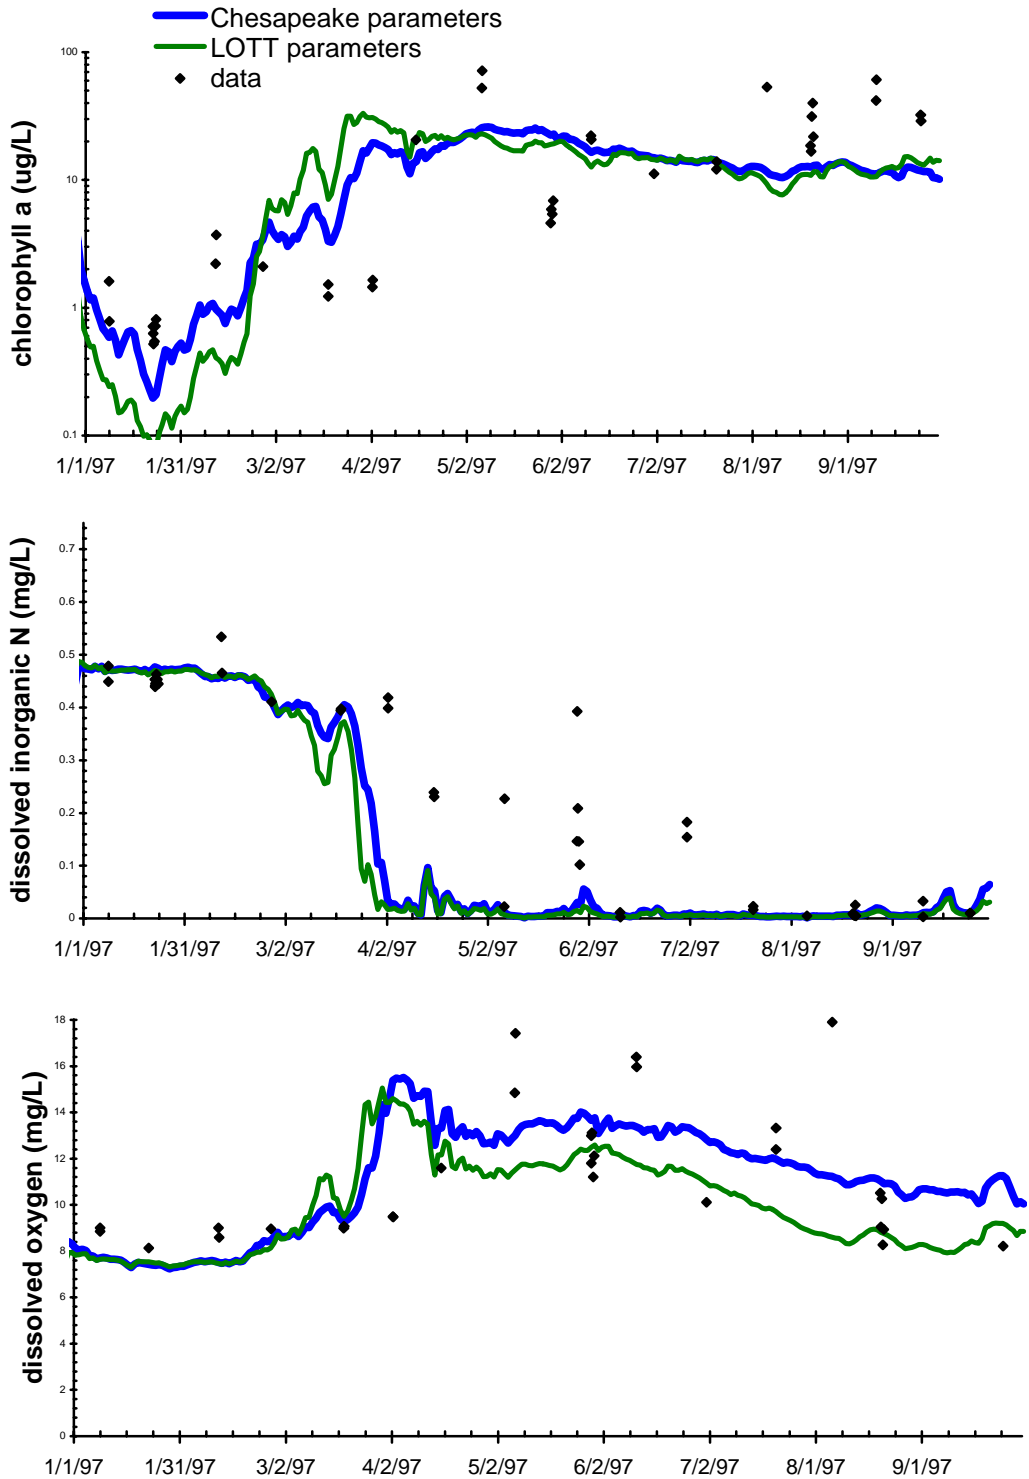 Chesapeake parameters
LOTT parameters
data
chlorophyll a (ug/L)
100
10
1
0.1
1/1/97 1/31/97 3/2/97 4/2/97 5/2/97 6/2/97 7/2/97 8/1/97 9/1/97
dissolved inorganic N (mg/L)
0.7
0.6
0.5
0.4
0.3
0.2
0.1
0
1/1/97 1/31/97 3/2/97 4/2/97 5/2/97 6/2/97 7/2/97 8/1/97 9/1/97
dissolved oxygen (mg/L)
18
16
14
12
10
8
6
4
2
0
1/1/97 1/31/97 3/2/97 4/2/97 5/2/97 6/2/97 7/2/97 8/1/97 9/1/97